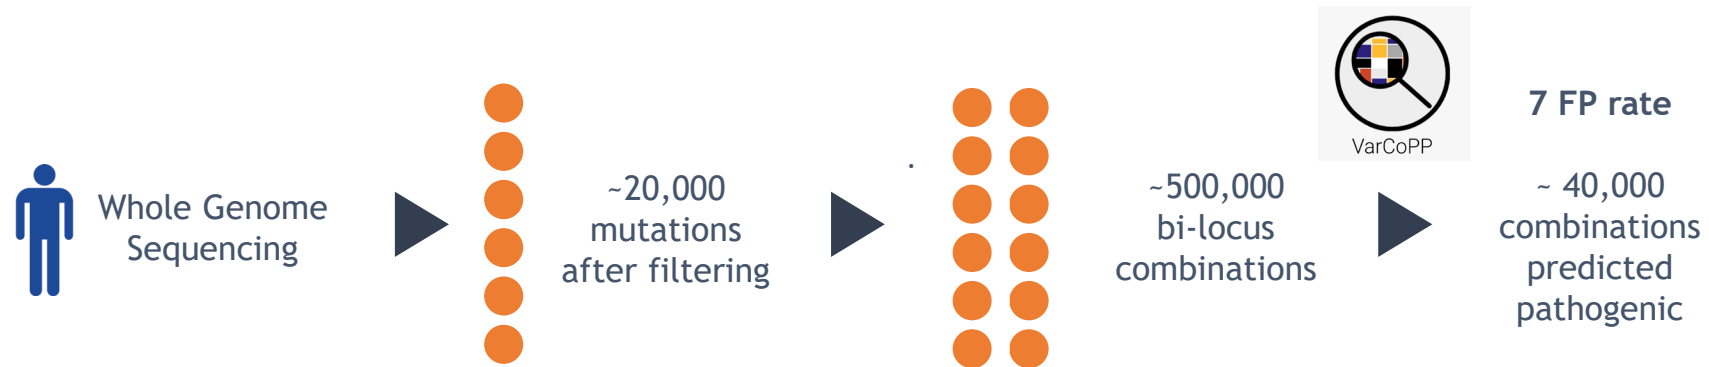 Whole Genome
Sequencing
~20,000
mutations
after filtering
.
~500,000
bi-locus
combinations
VarCoPP
7 FP rate
~ 40,000
combinations
predicted
pathogenic